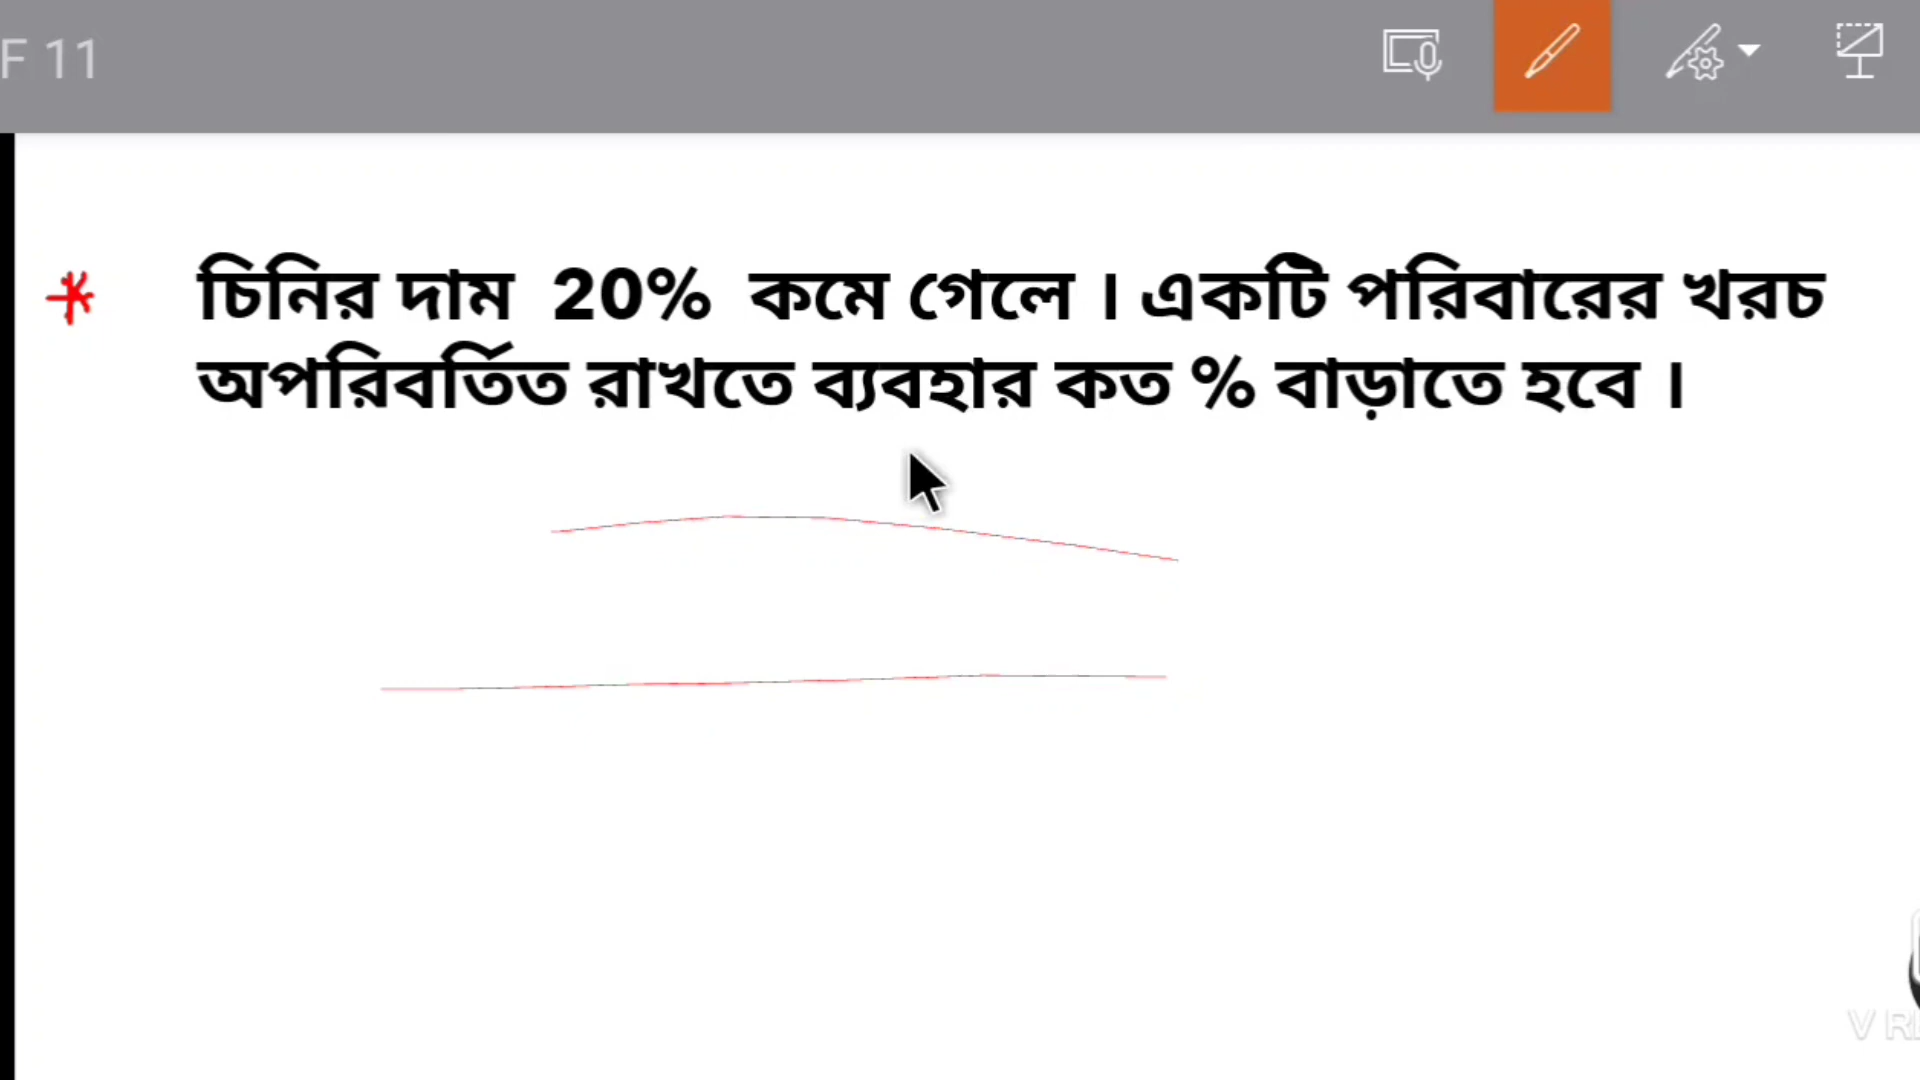 F 11
চিনির দাম 20% কমে গেলে । একটি পরিবারের খরচ
অপরিবর্তিত রাখতে ব্যবহার কত % বাড়াতে হবে ।